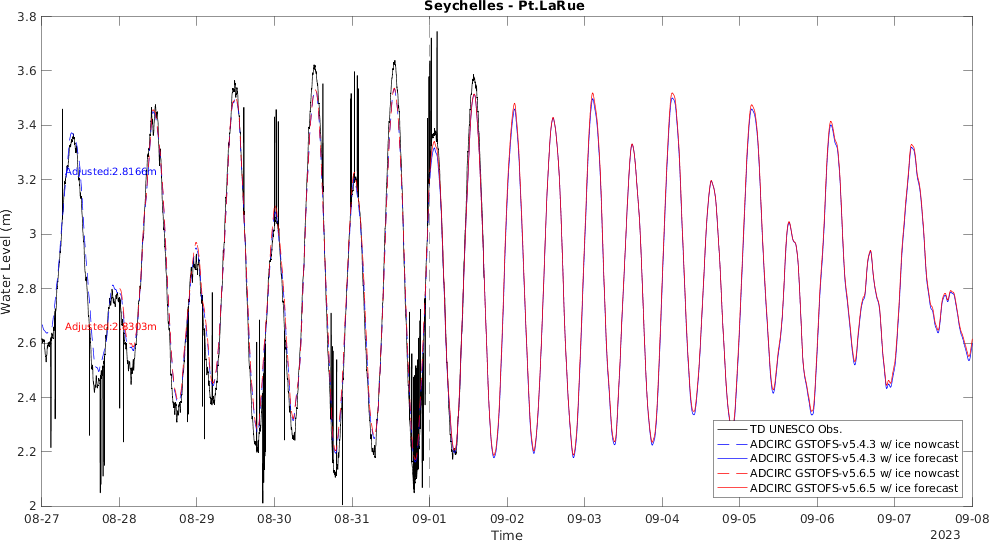 Seychelles - Pt.LaRue
3.8
3.6
3.4
3.2
3
2.8
2.6
2.4
2.2
2
Water Level (m)
Adjusted:2.8166m
Adjusted:2.8303m
TD UNESCO Obs.
ADCIRC GSTOFS-v5.4.3 w/ ice nowcast
ADCIRC GSTOFS-v5.4.3 w/ ice forecast
ADCIRC GSTOFS-v5.6.5 w/ ice nowcast
ADCIRC GSTOFS-v5.6.5 w/ ice forecast
08-27 08-28 08-29 08-30 08-31 09-01 09-02 09-03 09-04 09-05 09-06 09-07 09-08
Time
2023